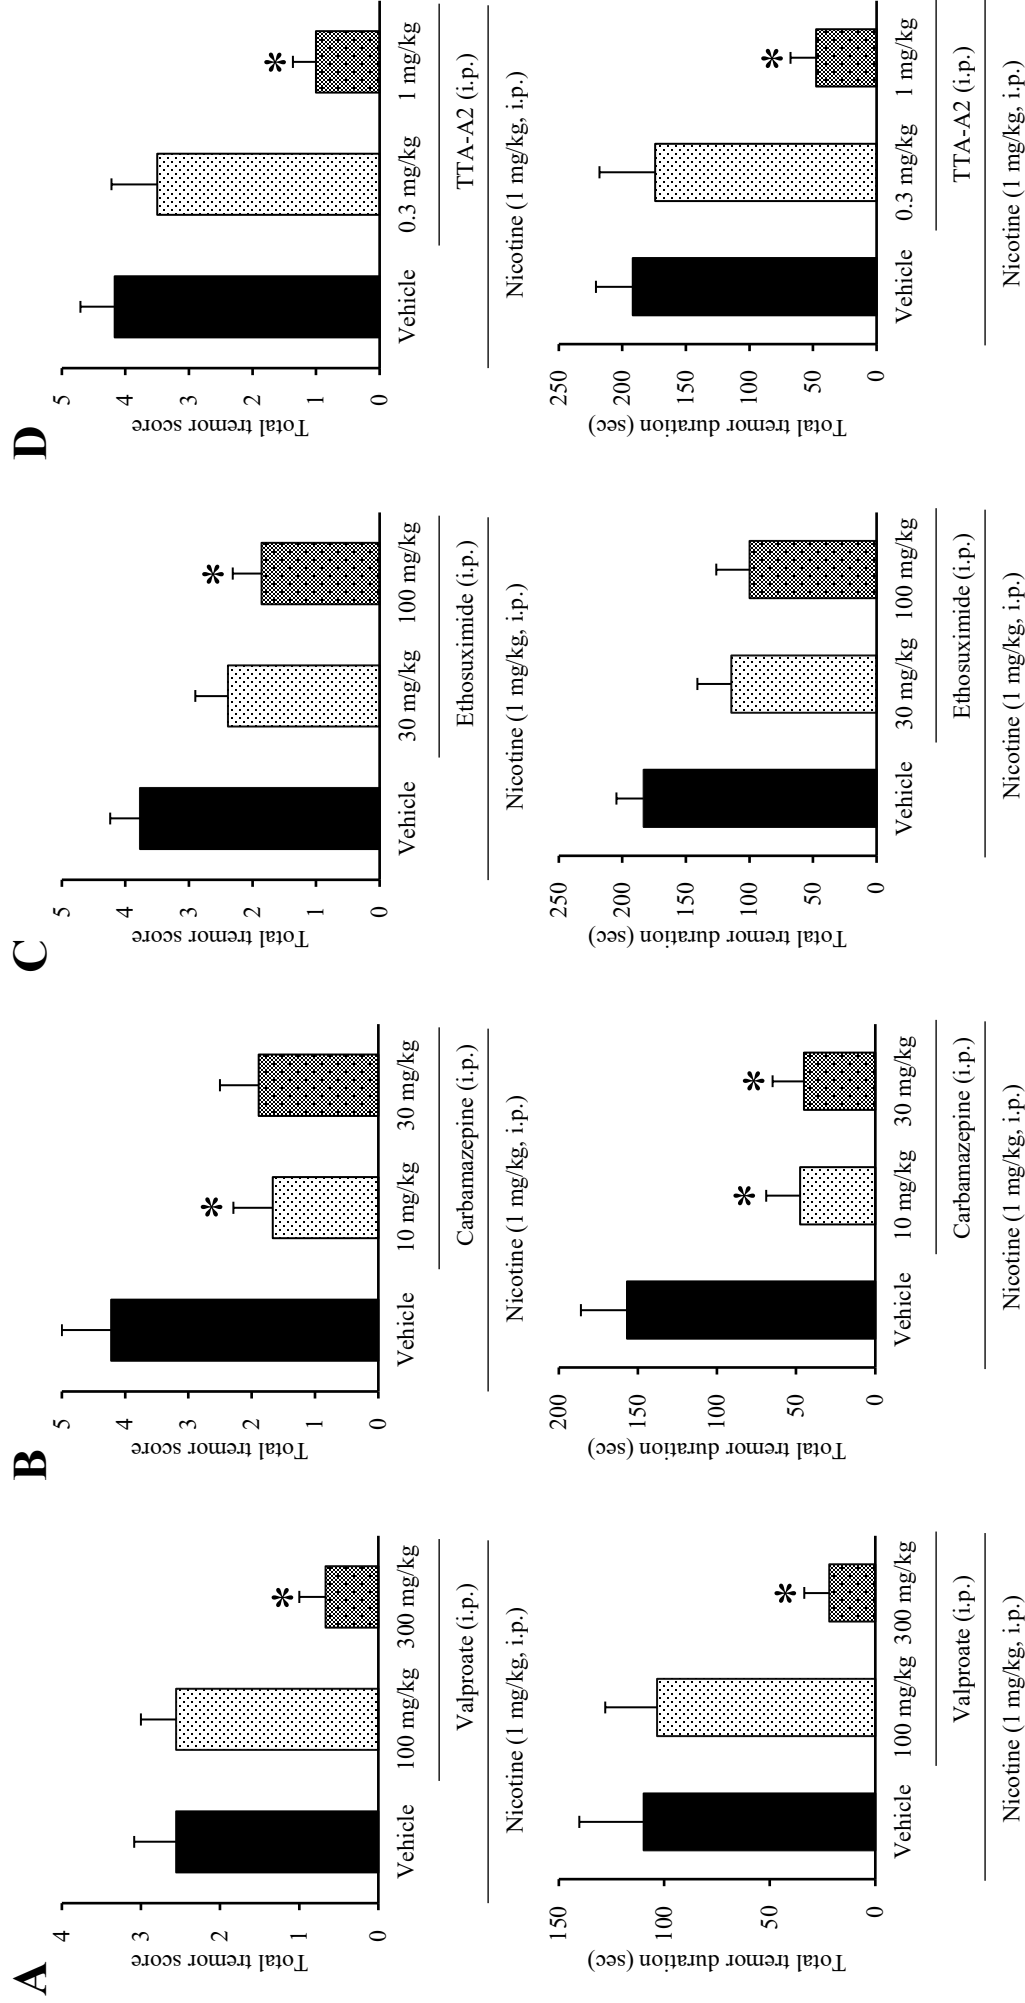 A
Total tremor score
4
3
2
1
0
*
Vehicle
100 mg/kg
300 mg/kg
Valproate (i.p.)
Nicotine (1 mg/kg, i.p.)
Total tremor duration (sec)
150
100
50
0
*
Vehicle
100 mg/kg
300 mg/kg
Valproate (i.p.)
Nicotine (1 mg/kg, i.p.)
B
Total tremor score
5
4
3
2
1
0
*
Vehicle
10 mg/kg
30 mg/kg
Carbamazepine (i.p.)
Nicotine (1 mg/kg, i.p.)
Total tremor duration (sec)
200
150
100
50
0
*
*
Vehicle
10 mg/kg
30 mg/kg
Carbamazepine (i.p.)
Nicotine (1 mg/kg, i.p.)
C
Total tremor score
5
4
3
2
1
0
*
Vehicle
30 mg/kg
100 mg/kg
Ethosuximide (i.p.)
Nicotine (1 mg/kg, i.p.)
Total tremor duration (sec)
250
200
150
100
50
0
Vehicle
30 mg/kg
100 mg/kg
Ethosuximide (i.p.)
Nicotine (1 mg/kg, i.p.)
D
Total tremor score
5
4
3
2
1
0
*
Vehicle
0.3 mg/kg
1 mg/kg
TTA-A2 (i.p.)
Nicotine (1 mg/kg, i.p.)
Total tremor duration (sec)
250
200
150
100
50
0
*
Vehicle
0.3 mg/kg
1 mg/kg
TTA-A2 (i.p.)
Nicotine (1 mg/kg, i.p.)